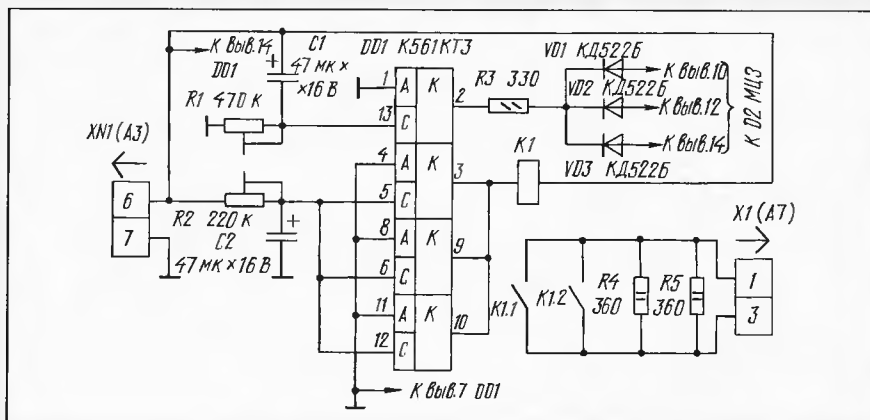 К выв.14
DD1
C1
47 мк ×
×16 В
DD1 К561КТ3
R1 470 к
XN1 (А3)
6
7
R2 220 к
C2
47 мк × 16 В
1
13
4
5
8
6
11
12
A
C
A
C
A
C
A
C
K
K
K
K
2
3
9
10
R3 330
VD1 КД522Б
VD2 КД522Б
VD3 КД522Б
К выв.10
К выв.12
К выв.14
К D2 МЦ3
K1
К выв.7 DD1
K1.1
K1.2
R4
360
R5
360
X1(А7)
1
3